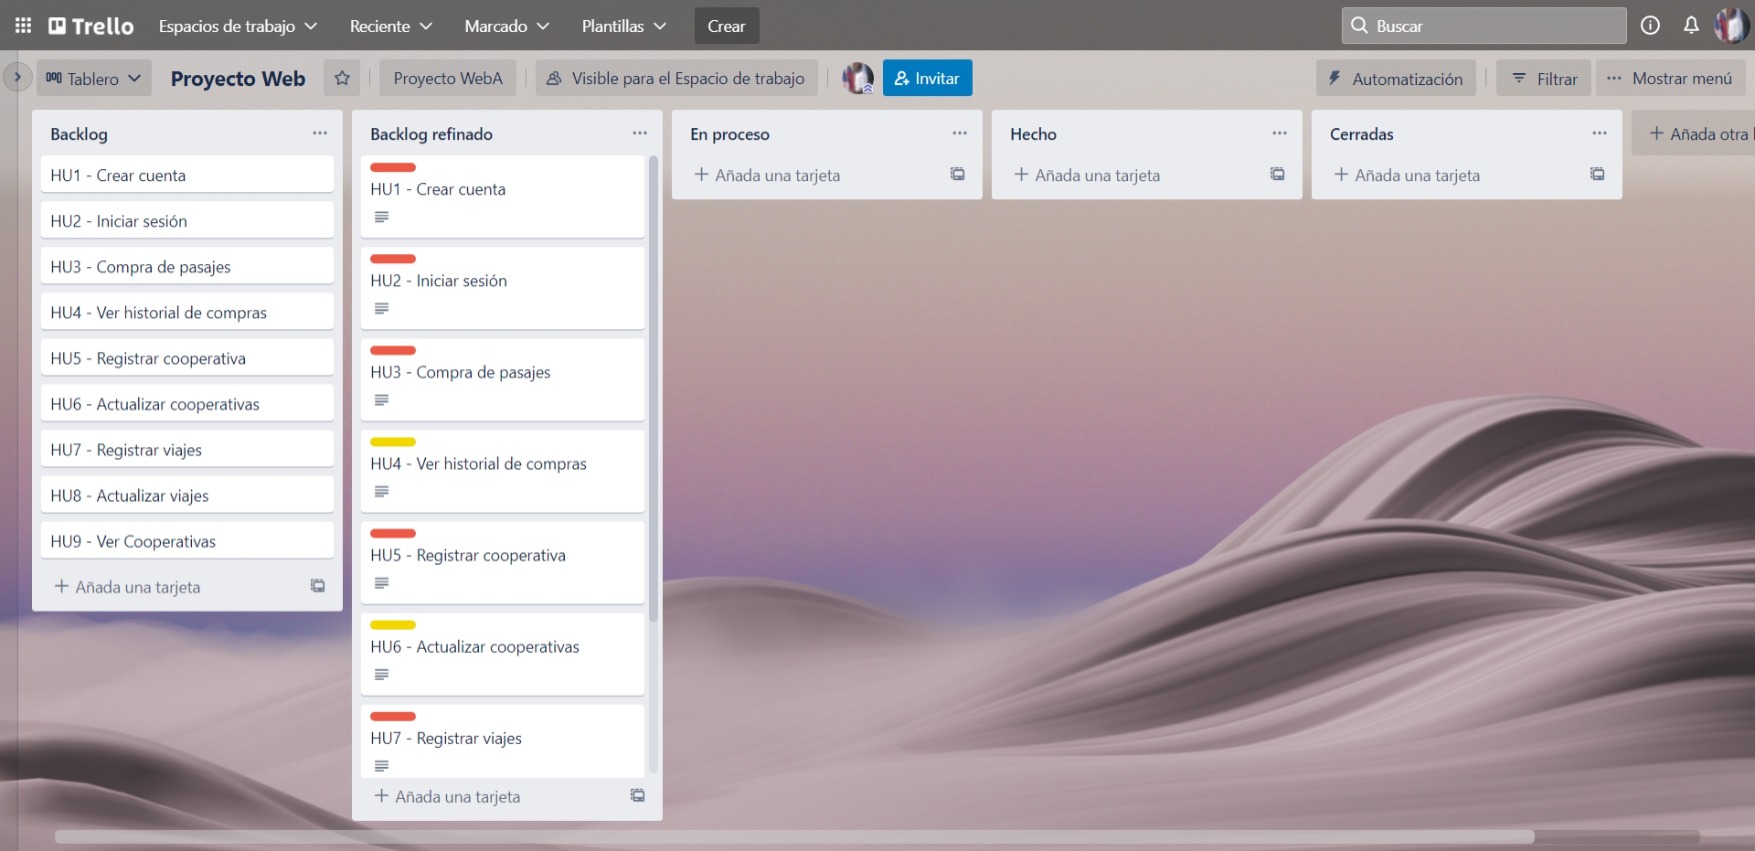 Trello Espacios de trabajo Reciente Marcado Plantillas Crear Buscar
Tablero Proyecto Web Proyecto WebA Visible para el Espacio de trabajo Invitar Automatización Filtrar Mostrar menú
Backlog
HU1 - Crear cuenta
HU2 - Iniciar sesión
HU3 - Compra de pasajes
HU4 - Ver historial de compras
HU5 - Registrar cooperativa
HU6 - Actualizar cooperativas
HU7 - Registrar viajes
HU8 - Actualizar viajes
HU9 - Ver Cooperativas
Añada una tarjeta
Backlog refinado
HU1 - Crear cuenta
HU2 - Iniciar sesión
HU3 - Compra de pasajes
HU4 - Ver historial de compras
HU5 - Registrar cooperativa
HU6 - Actualizar cooperativas
HU7 - Registrar viajes
Añada una tarjeta
En proceso
Añada una tarjeta
Hecho
Añada una tarjeta
Cerradas
Añada una tarjeta
Añada otra